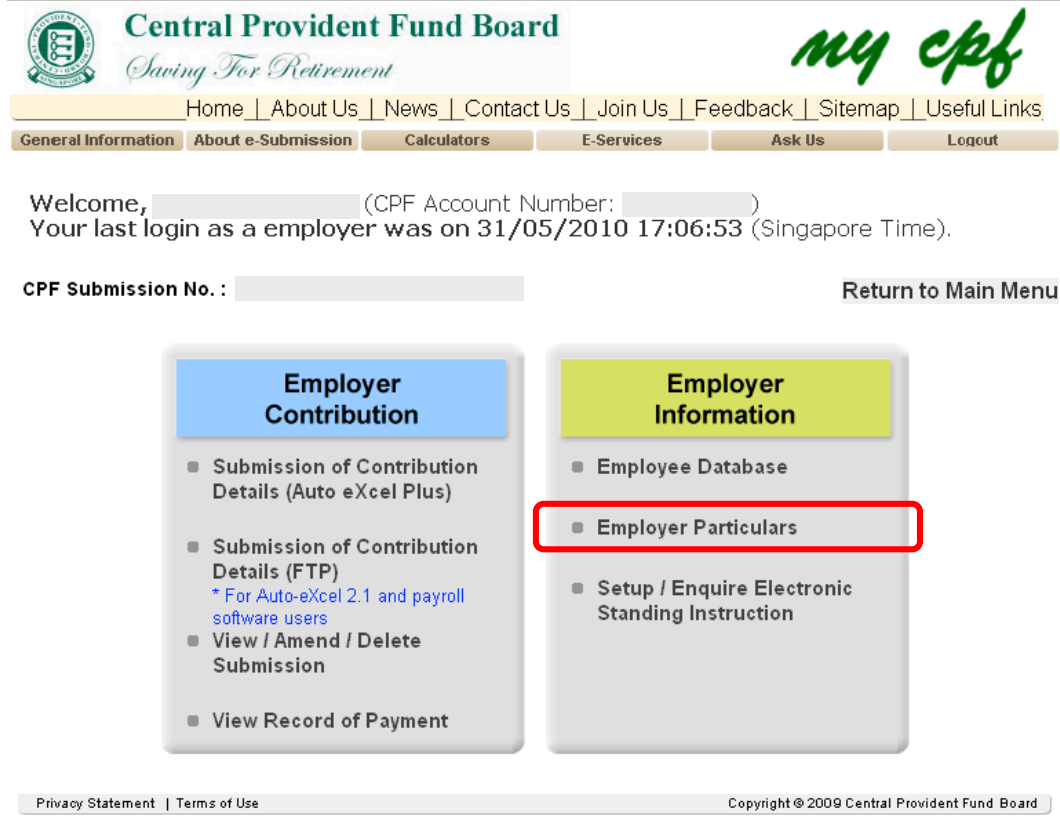 Central Provident Fund Board
Saving For Retirement
my cpf
Home | About Us | News | Contact Us | Join Us | Feedback | Sitemap | Useful Links
General Information About e-Submission Calculators E-Services Ask Us Logout
Welcome, (CPF Account Number: )
Your last login as a employer was on 31/05/2010 17:06:53 (Singapore Time).
CPF Submission No. :
Return to Main Menu
Employer
Contribution
Submission of Contribution
Details (Auto eXcel Plus)
Submission of Contribution
Details (FTP)
* For Auto-eXcel 2.1 and payroll
software users
View / Amend / Delete
Submission
View Record of Payment
Employer
Information
Employee Database
Employer Particulars
Setup / Enquire Electronic
Standing Instruction
Privacy Statement | Terms of Use
Copyright © 2009 Central Provident Fund Board